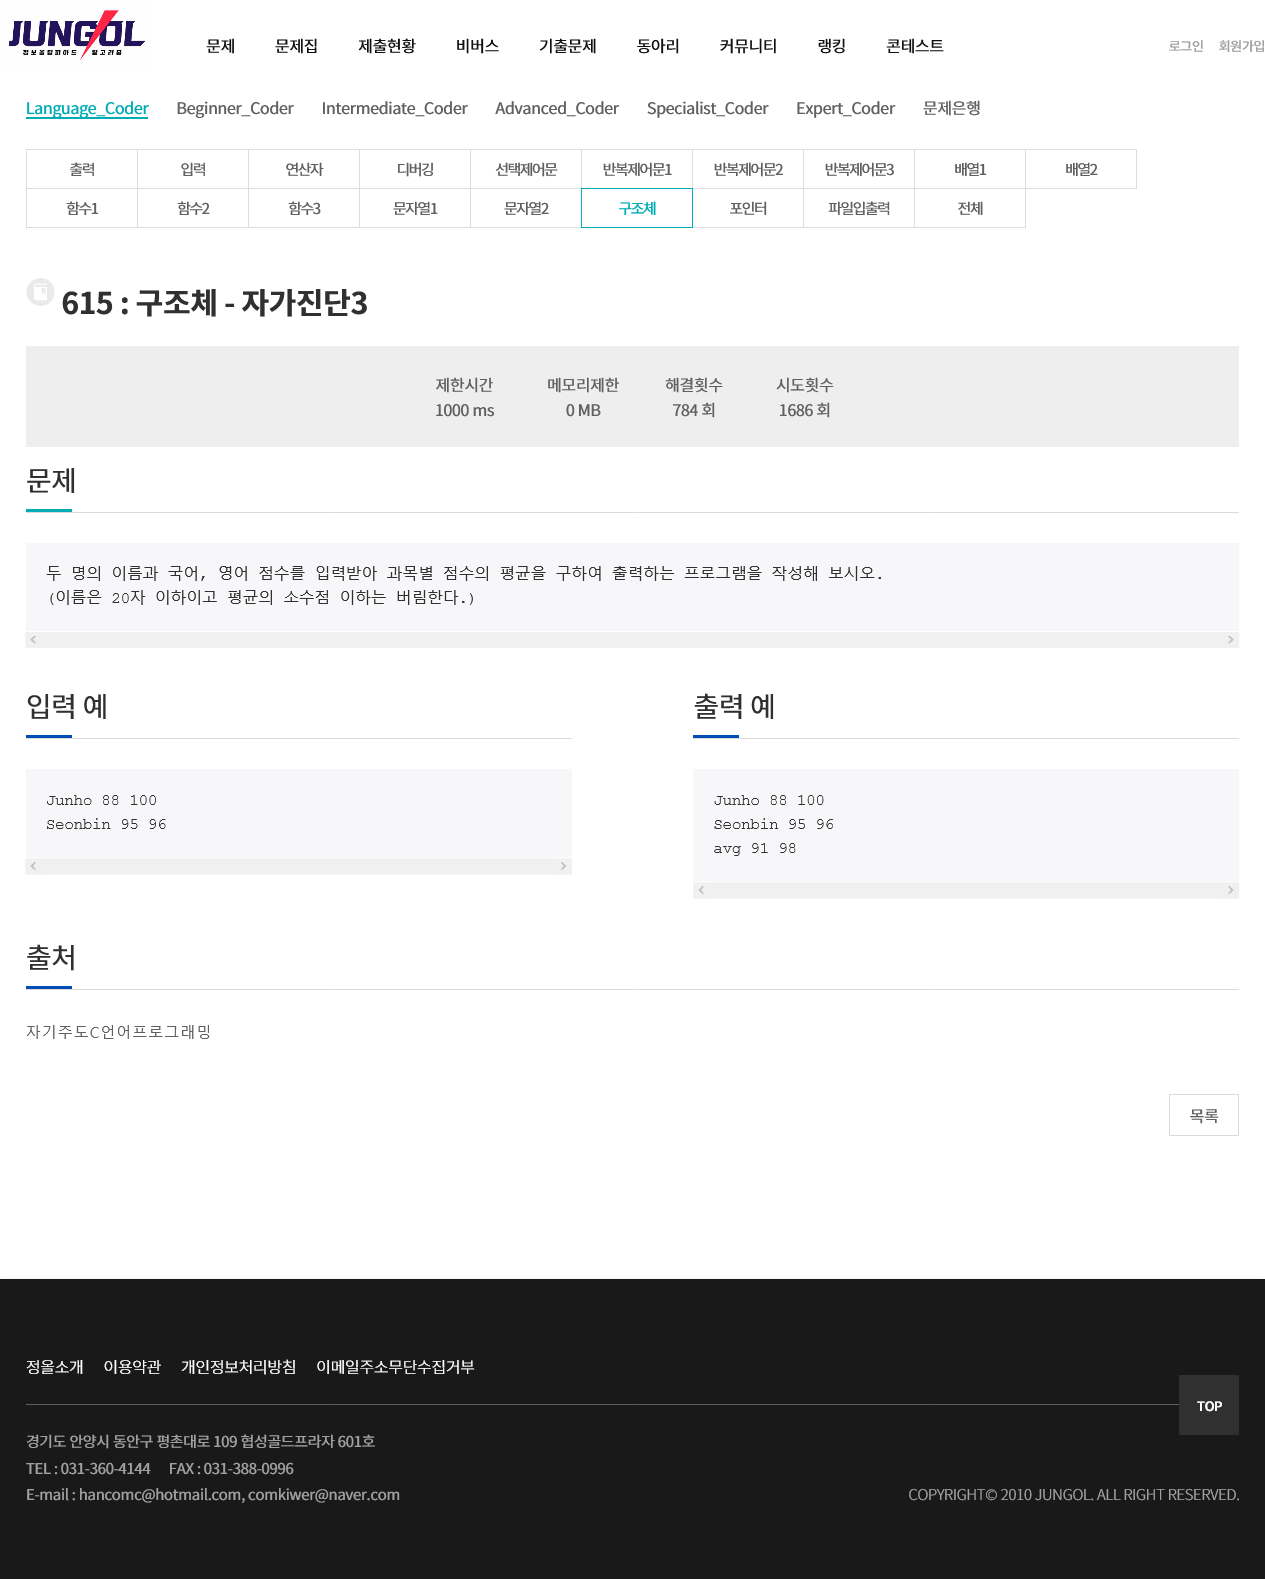 JUNGOL
정보올림피아드 알고리즘
문제 문제집 제출현황 비버스 기출문제 동아리 커뮤니티 랭킹 콘테스트 로그인 회원가입
Language_Coder Beginner_Coder Intermediate_Coder Advanced_Coder Specialist_Coder Expert_Coder 문제은행
출력 입력 연산자 디버깅 선택제어문 반복제어문1 반복제어문2 반복제어문3 배열1 배열2
함수1 함수2 함수3 문자열1 문자열2 구조체 포인터 파일입출력 전체
615 : 구조체 - 자가진단3
제한시간 메모리제한 해결횟수 시도횟수
1000 ms 0 MB 784 회 1686 회
문제
두 명의 이름과 국어, 영어 점수를 입력받아 과목별 점수의 평균을 구하여 출력하는 프로그램을 작성해 보시오.
(이름은 20자 이하이고 평균의 소수점 이하는 버림한다.)
입력 예
Junho 88 100
Seonbin 95 96
출력 예
Junho 88 100
Seonbin 95 96
avg 91 98
출처
자기주도C언어프로그래밍
목록
정올소개 이용약관 개인정보처리방침 이메일주소무단수집거부
TOP
경기도 안양시 동안구 평촌대로 109 협성골드프라자 601호
TEL : 031-360-4144 FAX : 031-388-0996
E-mail : hancomc@hotmail.com, comkiwer@naver.com
COPYRIGHT© 2010 JUNGOL. ALL RIGHT RESERVED.